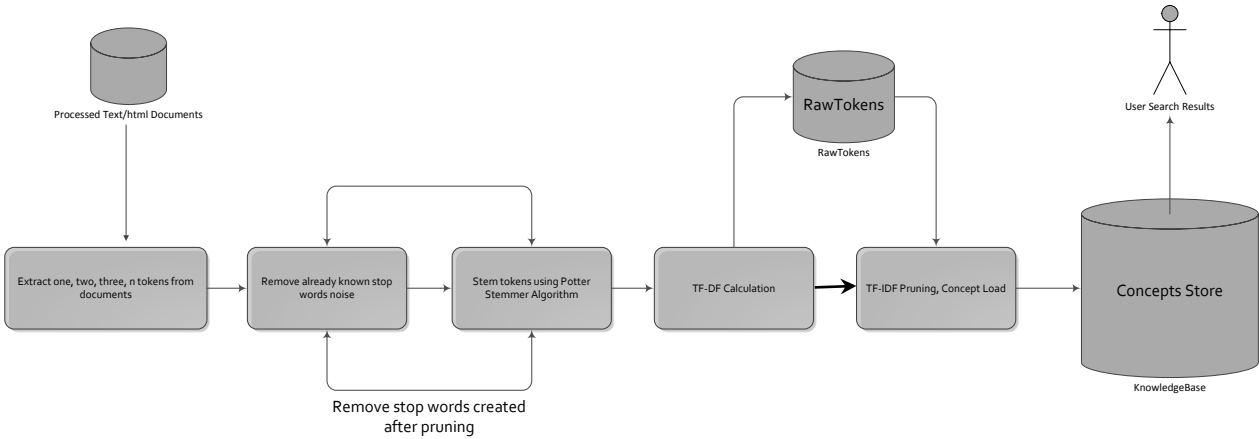 Processed Text/html Documents
RawTokens
RawTokens
User Search Results
Extract one, two, three, n tokens from
documents
Remove already known stop
words noise
Stem tokens using Potter
Stemmer Algorithm
TF-DF Calculation
TF-IDF Pruning, Concept Load
Concepts Store
KnowledgeBase
Remove stop words created
after pruning